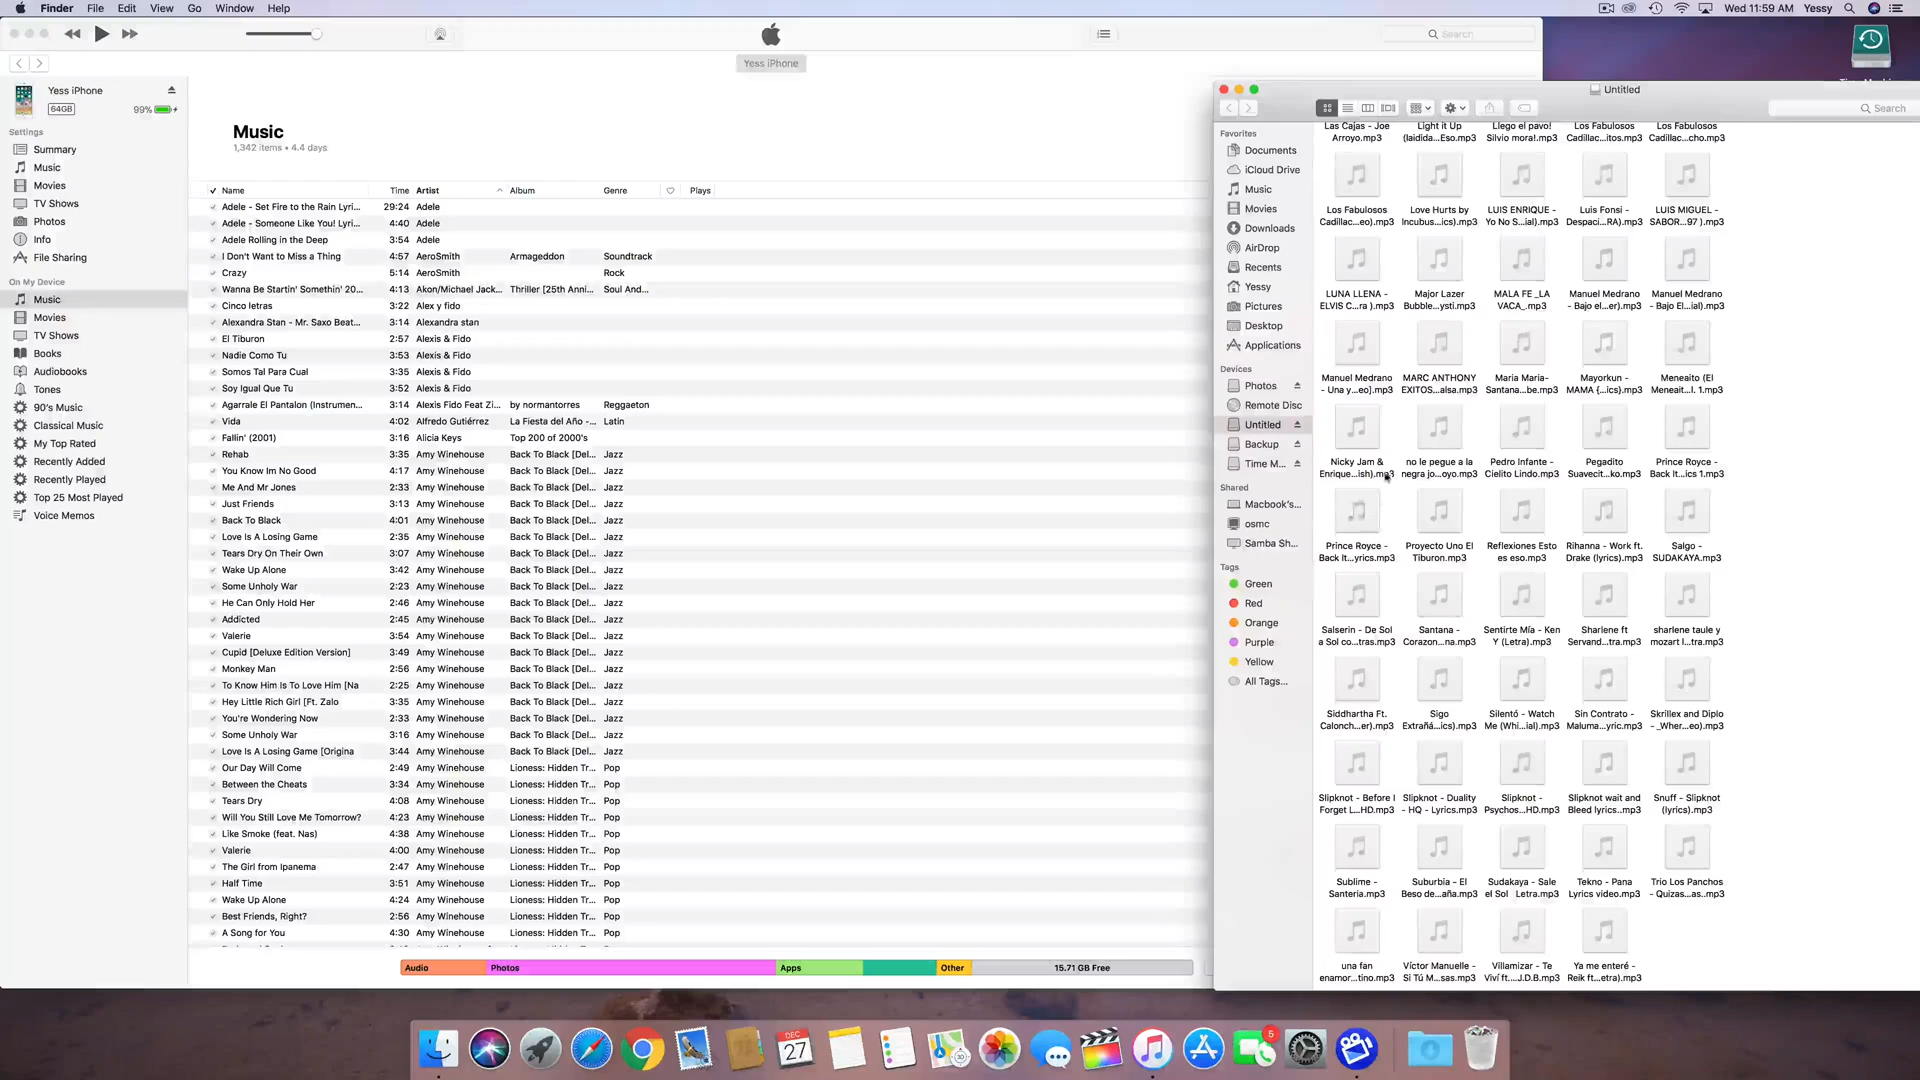 Finder File Edit View Go Window Help
Wed 11:59 AM Yessy
Search
Yess iPhone
Yess iPhone
64GB 99%
Settings
Summary
Music
Movies
TV Shows
Photos
Info
File Sharing
On My Device
Music
Movies
TV Shows
Books
Audiobooks
Tones
90's Music
Classical Music
My Top Rated
Recently Added
Recently Played
Top 25 Most Played
Voice Memos
Music
1,342 items • 4.4 days
Name Time Artist Album Genre Plays
Adele - Set Fire to the Rain Lyri... 29:24 Adele
Adele - Someone Like You! Lyri... 4:40 Adele
Adele Rolling in the Deep 3:54 Adele
I Don't Want to Miss a Thing 4:57 AeroSmith Armageddon Soundtrack
Crazy 5:14 AeroSmith Rock
Wanna Be Startin' Somethin' 20... 4:13 Akon/Michael Jack... Thriller [25th Anni... Soul And...
Cinco letras 3:22 Alex y fido
Alexandra Stan - Mr. Saxo Beat... 3:14 Alexandra stan
El Tiburon 2:57 Alexis & Fido
Nadie Como Tu 3:53 Alexis & Fido
Somos Tal Para Cual 3:35 Alexis & Fido
Soy Igual Que Tu 3:52 Alexis & Fido
Agarrale El Pantalon (Instrumen... 3:14 Alexis Fido Feat Zi... by normantorres Reggaeton
Vida 4:02 Alfredo Gutiérrez La Fiesta del Año -... Latin
Fallin' (2001) 3:16 Alicia Keys Top 200 of 2000's
Rehab 3:35 Amy Winehouse Back To Black [Del... Jazz
You Know Im No Good 4:17 Amy Winehouse Back To Black [Del... Jazz
Me And Mr Jones 2:33 Amy Winehouse Back To Black [Del... Jazz
Just Friends 3:13 Amy Winehouse Back To Black [Del... Jazz
Back To Black 4:01 Amy Winehouse Back To Black [Del... Jazz
Love Is A Losing Game 2:35 Amy Winehouse Back To Black [Del... Jazz
Tears Dry On Their Own 3:07 Amy Winehouse Back To Black [Del... Jazz
Wake Up Alone 3:42 Amy Winehouse Back To Black [Del... Jazz
Some Unholy War 2:23 Amy Winehouse Back To Black [Del... Jazz
He Can Only Hold Her 2:46 Amy Winehouse Back To Black [Del... Jazz
Addicted 2:45 Amy Winehouse Back To Black [Del... Jazz
Valerie 3:54 Amy Winehouse Back To Black [Del... Jazz
Cupid [Deluxe Edition Version] 3:49 Amy Winehouse Back To Black [Del... Jazz
Monkey Man 2:56 Amy Winehouse Back To Black [Del... Jazz
To Know Him Is To Love Him [Na 2:25 Amy Winehouse Back To Black [Del... Jazz
Hey Little Rich Girl [Ft. Zalo 3:35 Amy Winehouse Back To Black [Del... Jazz
You're Wondering Now 2:33 Amy Winehouse Back To Black [Del... Jazz
Some Unholy War 3:16 Amy Winehouse Back To Black [Del... Jazz
Love Is A Losing Game [Origina 3:44 Amy Winehouse Back To Black [Del... Jazz
Our Day Will Come 2:49 Amy Winehouse Lioness: Hidden Tr... Pop
Between the Cheats 3:34 Amy Winehouse Lioness: Hidden Tr... Pop
Tears Dry 4:08 Amy Winehouse Lioness: Hidden Tr... Pop
Will You Still Love Me Tomorrow? 4:23 Amy Winehouse Lioness: Hidden Tr... Pop
Like Smoke (feat. Nas) 4:38 Amy Winehouse Lioness: Hidden Tr... Pop
Valerie 4:00 Amy Winehouse Lioness: Hidden Tr... Pop
The Girl from Ipanema 2:47 Amy Winehouse Lioness: Hidden Tr... Pop
Half Time 3:51 Amy Winehouse Lioness: Hidden Tr... Pop
Wake Up Alone 4:24 Amy Winehouse Lioness: Hidden Tr... Pop
Best Friends, Right? 2:56 Amy Winehouse Lioness: Hidden Tr... Pop
A Song for You 4:30 Amy Winehouse Lioness: Hidden Tr... Pop
Audio Photos Apps Other 15.71 GB Free
Untitled
Search
Favorites
Documents
iCloud Drive
Music
Movies
Downloads
AirDrop
Recents
Yessy
Pictures
Desktop
Applications
Devices
Photos
Remote Disc
Untitled
Backup
Time M...
Shared
Macbook's...
osmc
Samba Sh...
Tags
Green
Red
Orange
Purple
Yellow
All Tags...
Las Cajas - Joe Light it Up Llego el pavo! Los Fabulosos Los Fabulosos
Arroyo.mp3 (laidida...Eso.mp3 Silvio mora!.mp3 Cadillac...itos.mp3 Cadillac...cho.mp3
Los Fabulosos Love Hurts by LUIS ENRIQUE - Luis Fonsi - LUIS MIGUEL -
Cadillac...eo).mp3 Incubus...ics).mp3 Yo No S...ial).mp3 Despaci...RA).mp3 SABOR...97 ).mp3
LUNA LLENA - Major Lazer MALA FE _LA Manuel Medrano Manuel Medrano
ELVIS C...ra ).mp3 Bubble...ysti.mp3 VACA_.mp3 - Bajo el...er).mp3 - Bajo El...ial).mp3
Manuel Medrano MARC ANTHONY Maria Maria- Mayorkun - Meneaito (El
- Una y...eo].mp3 EXITOS...alsa.mp3 Santana...be.mp3 MAMA {...ics}.mp3 Meneait...l. 1.mp3
Nicky Jam & no le pegue a la Pedro Infante - Pegadito Prince Royce -
Enrique...ish).mp3 negra jo...oyo.mp3 Cielito Lindo.mp3 Suavecit...ko.mp3 Back It...ics 1.mp3
Prince Royce - Proyecto Uno El Reflexiones Esto Rihanna - Work ft. Salgo -
Back It...yrics.mp3 Tiburon.mp3 es eso.mp3 Drake (lyrics).mp3 SUDAKAYA.mp3
Salserin - De Sol Santana - Sentirte Mía - Ken Sharlene ft sharlene taule y
a Sol co...tras.mp3 Corazon...na.mp3 Y (Letra).mp3 Servand...tra.mp3 mozart l...tra.mp3
Siddhartha Ft. Sigo Silentó - Watch Sin Contrato - Skrillex and Diplo
Calonch...er).mp3 Extrañá...ics).mp3 Me (Whi...ial).mp3 Maluma...yric.mp3 - _Wher...eo).mp3
Slipknot - Before I Slipknot - Duality Slipknot - Slipknot wait and Snuff - Slipknot
Forget L...HD.mp3 - HQ - Lyrics.mp3 Psychos...HD.mp3 Bleed lyrics..mp3 (lyrics).mp3
Sublime - Suburbia - El Sudakaya - Sale Tekno - Pana Trio Los Panchos
Santeria.mp3 Beso de...aña.mp3 el Sol Letra.mp3 Lyrics video.mp3 - Quizas...as..mp3
una fan Víctor Manuelle - Villamizar - Te Ya me enteré -
enamor...tino.mp3 Si Tú M...sas.mp3 Viví ft....J.D.B.mp3 Reik ft...etra).mp3
DEC
27
5